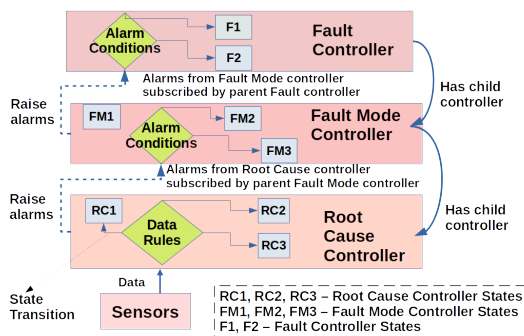 Alarm
Conditions
F1
F2
Fault
Controller
Alarms from Fault Mode controller
subscribed by parent Fault controller
Raise
alarms
Has child
controller
FM1
Alarm
Conditions
FM2
FM3
Fault Mode
Controller
Alarms from Root Cause controller
subscribed by parent Fault Mode controller
Raise
alarms
Has child
controller
RC1
Data
Rules
RC2
RC3
Root
Cause
Controller
Data
State
Transition
Sensors
RC1, RC2, RC3 – Root Cause Controller States
FM1, FM2, FM3 – Fault Mode Controller States
F1, F2 – Fault Controller States